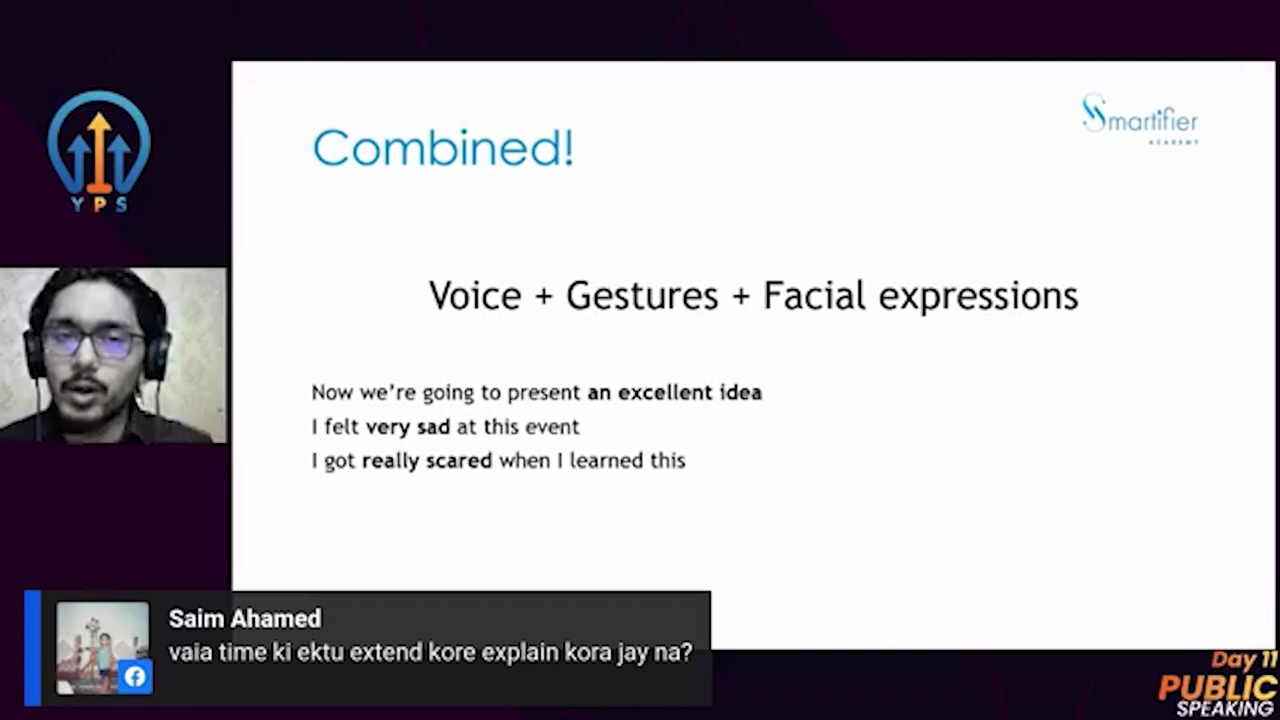 YPS
Smartifier
ACADEMY
Combined!
Voice + Gestures + Facial expressions
Now we're going to present an excellent idea
I felt very sad at this event
I got really scared when I learned this
Saim Ahamed
vaia time ki ektu extend kore explain kora jay na?
Day 11
PUBLIC
SPEAKING